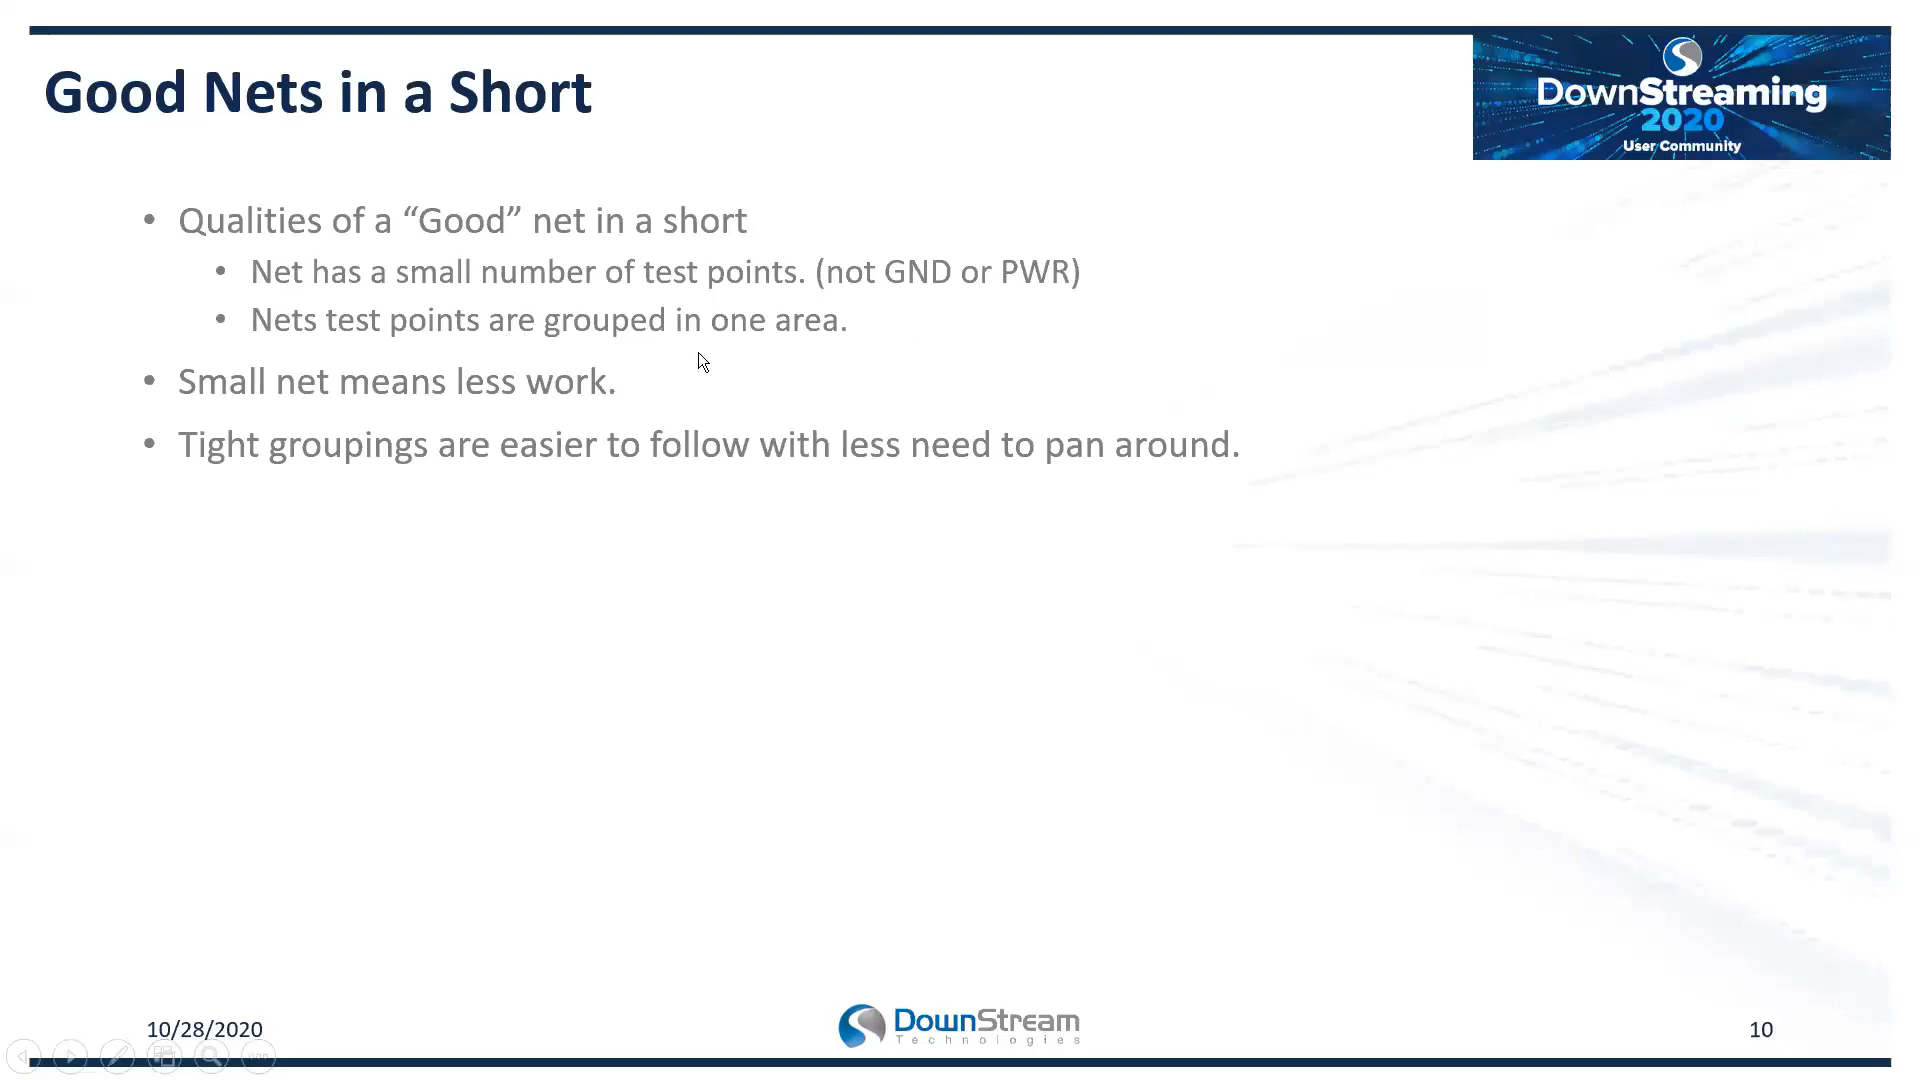 Good Nets in a Short
DownStreaming
2020
User Community
• Qualities of a “Good” net in a short
• Net has a small number of test points. (not GND or PWR)
• Nets test points are grouped in one area.
• Small net means less work.
• Tight groupings are easier to follow with less need to pan around.
10/28/2020
DownStream
Technologies
10